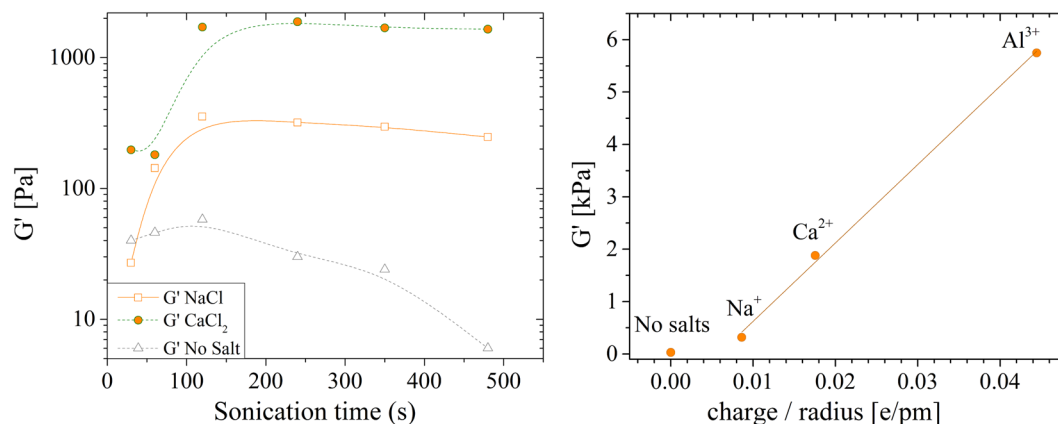 1000
100
10
G' [Pa]
G' NaCl
G' CaCl₂
G' No Salt
0 100 200 300 400 500
Sonication time (s)
6
5
4
3
2
1
0
G' [kPa]
Al³⁺
Ca²⁺
Na⁺
No salts
0.00 0.01 0.02 0.03 0.04
charge / radius [e/pm]